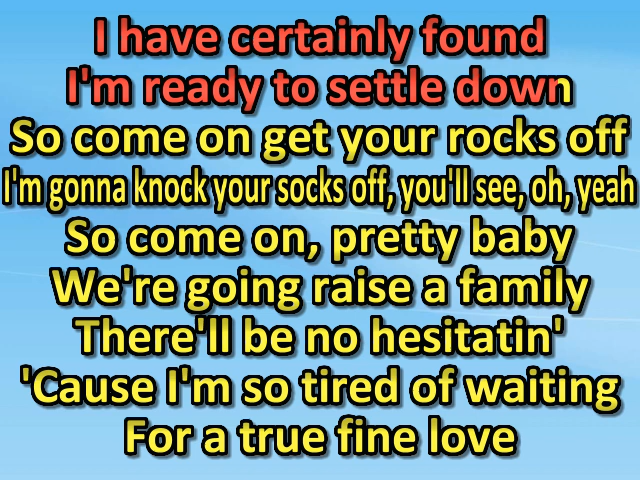 I have certainly found
I'm ready to settle down
So come on get your rocks off
I'm gonna knock your socks off, you'll see, oh, yeah
So come on, pretty baby
We're going raise a family
There'll be no hesitatin'
'Cause I'm so tired of waiting
For a true fine love